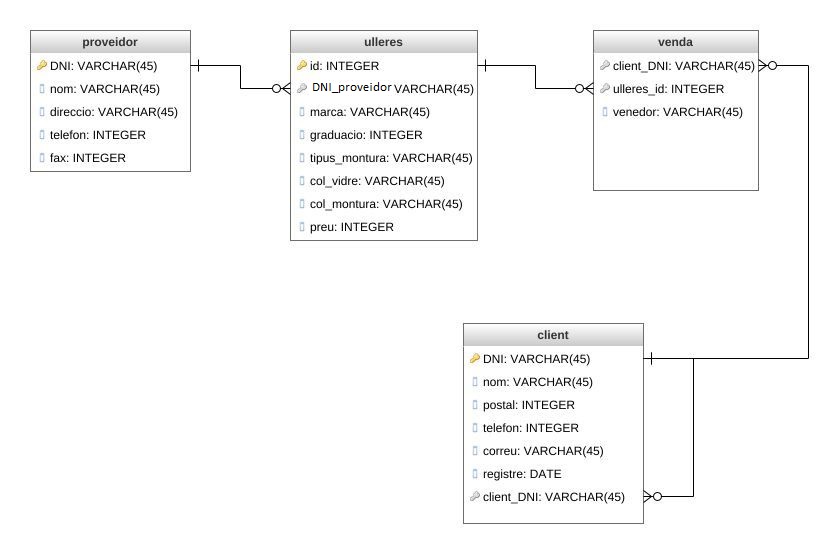 proveidor
DNI: VARCHAR(45)
nom: VARCHAR(45)
direccio: VARCHAR(45)
telefon: INTEGER
fax: INTEGER
ulleres
id: INTEGER
DNI_proveidor VARCHAR(45)
marca: VARCHAR(45)
graduacio: INTEGER
tipus_montura: VARCHAR(45)
col_vidre: VARCHAR(45)
col_montura: VARCHAR(45)
preu: INTEGER
venda
client_DNI: VARCHAR(45)
ulleres_id: INTEGER
venedor: VARCHAR(45)
client
DNI: VARCHAR(45)
nom: VARCHAR(45)
postal: INTEGER
telefon: INTEGER
correu: VARCHAR(45)
registre: DATE
client_DNI: VARCHAR(45)